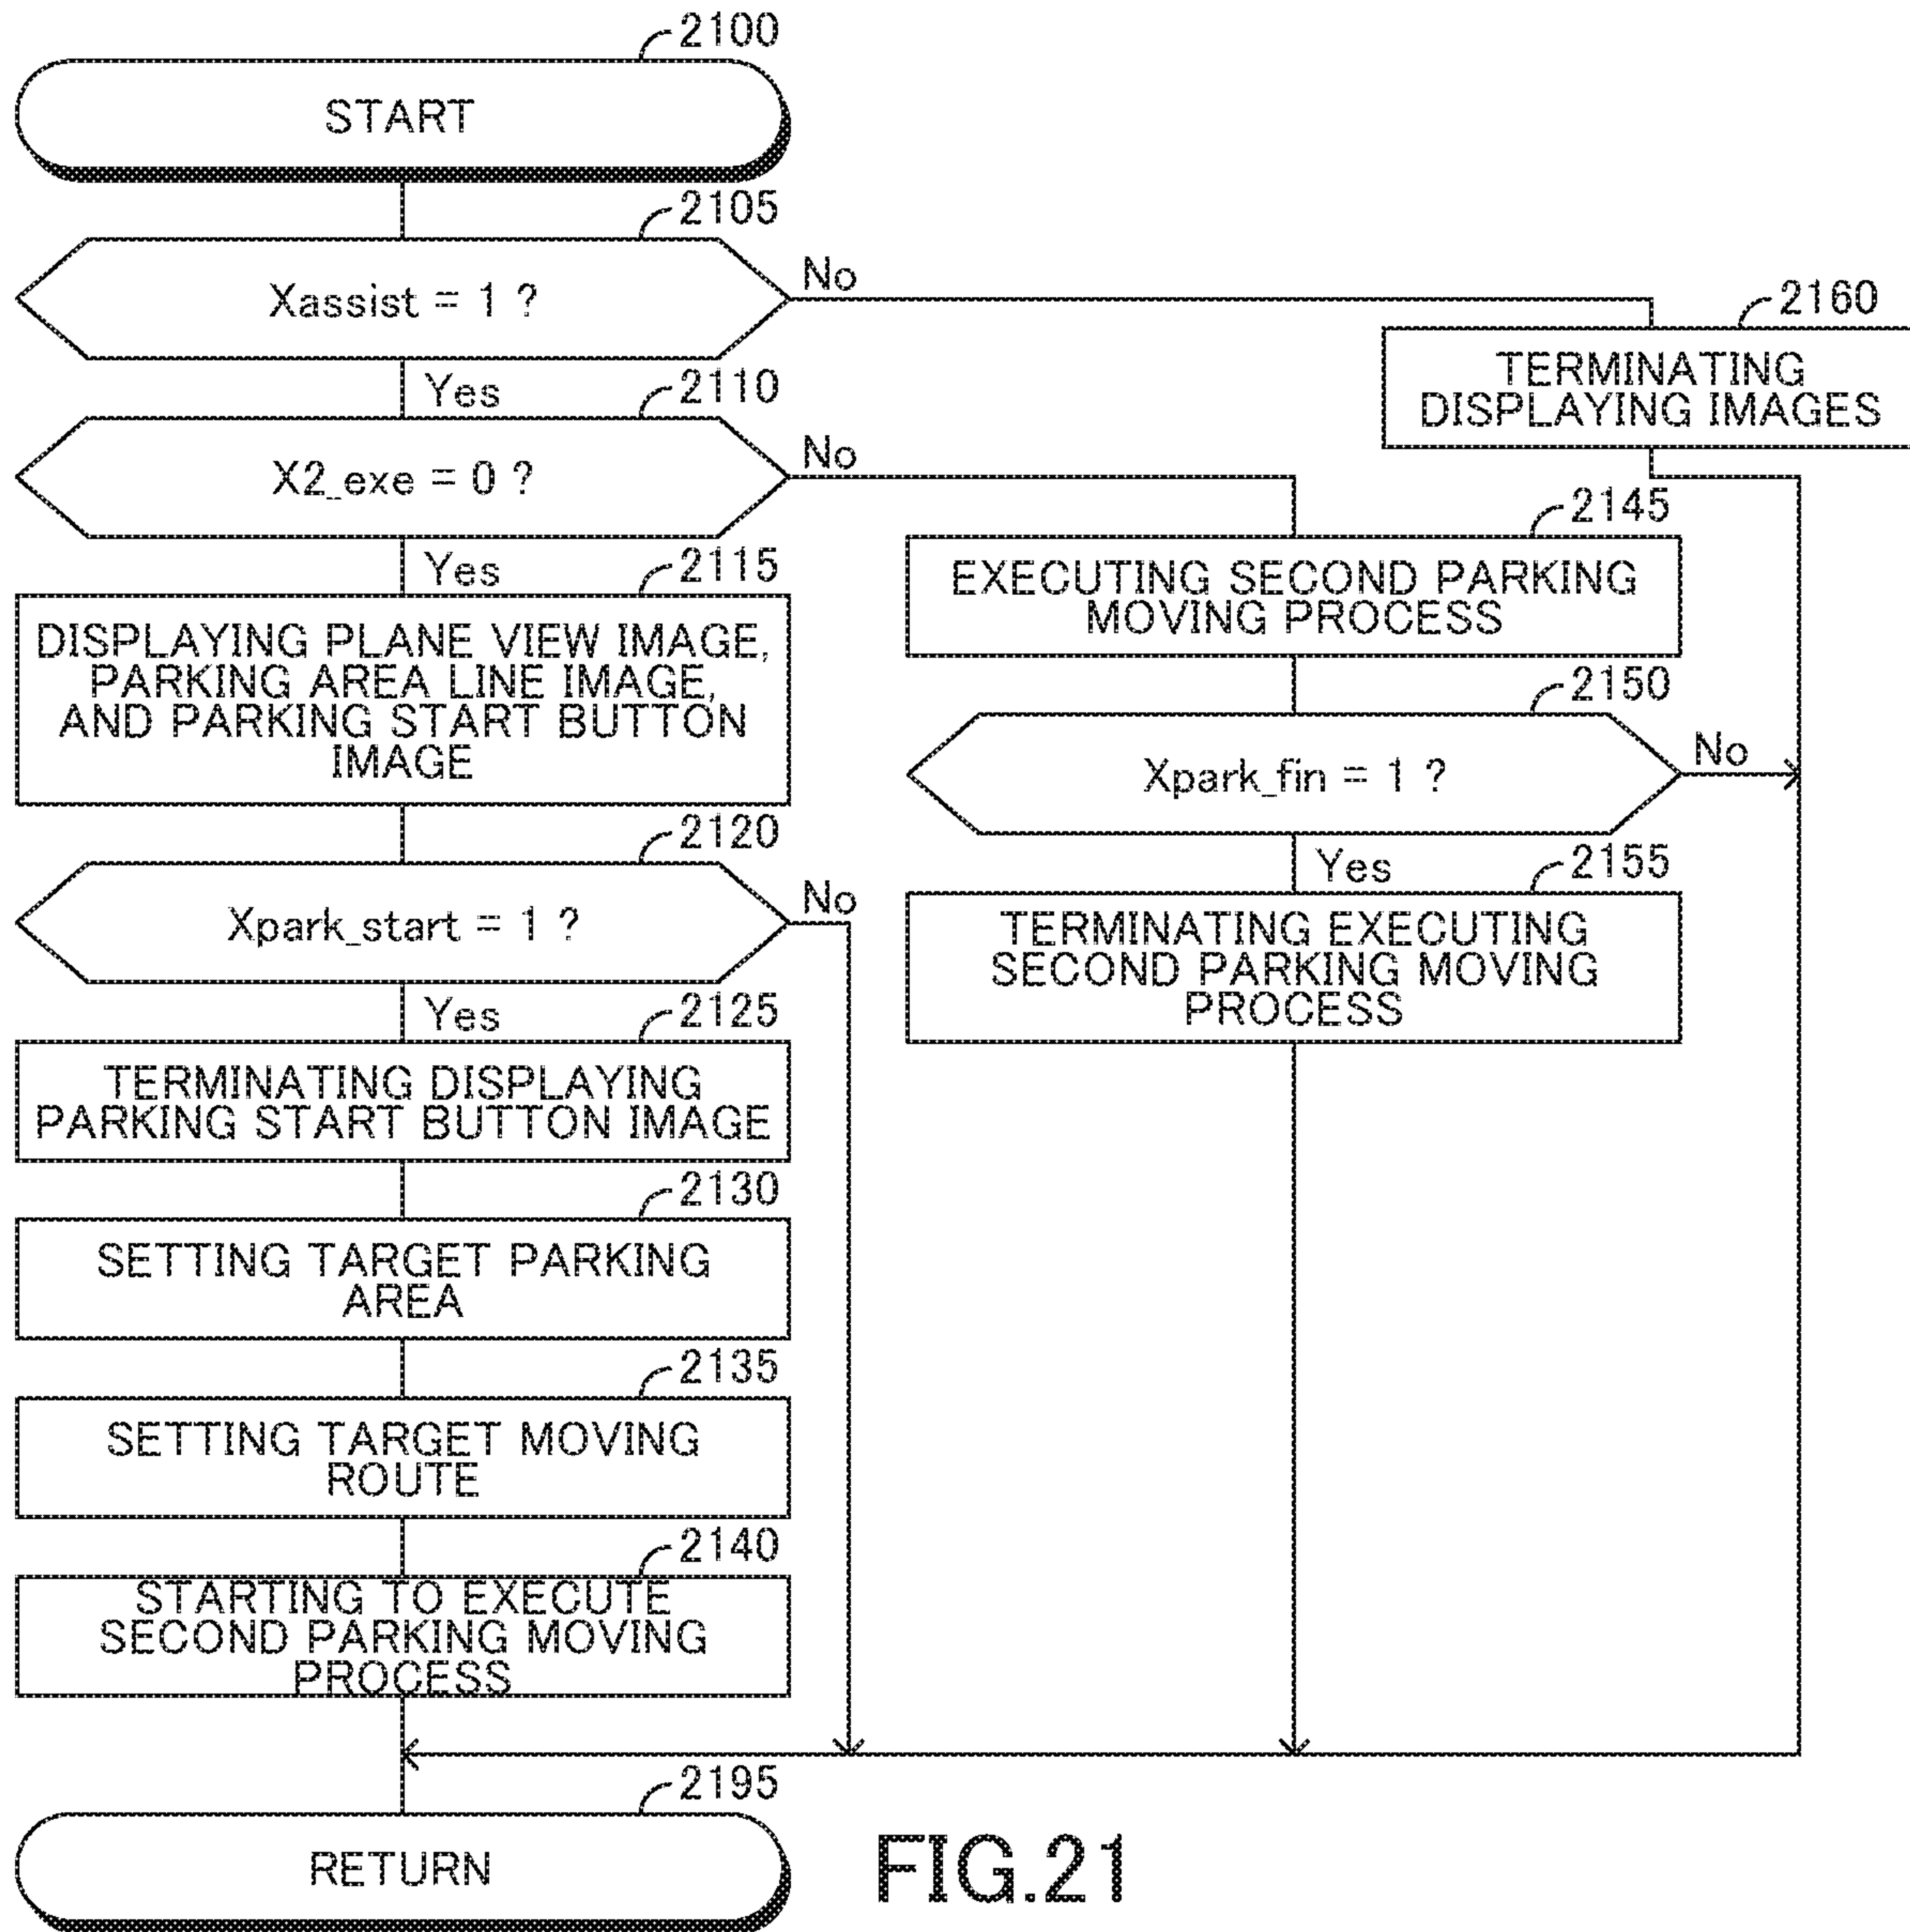 2100
START
2105
Xassist = 1 ?
No
2160
TERMINATING
DISPLAYING IMAGES
Yes
2110
X2_exe = 0 ?
No
2145
EXECUTING SECOND PARKING
MOVING PROCESS
Yes
2115
DISPLAYING PLANE VIEW IMAGE,
PARKING AREA LINE IMAGE,
AND PARKING START BUTTON
IMAGE
2150
Xpark_fin = 1 ?
No
2120
Xpark_start = 1 ?
No
Yes
2155
TERMINATING EXECUTING
SECOND PARKING MOVING
PROCESS
Yes
2125
TERMINATING DISPLAYING
PARKING START BUTTON IMAGE
2130
SETTING TARGET PARKING
AREA
2135
SETTING TARGET MOVING
ROUTE
2140
STARTING TO EXECUTE
SECOND PARKING MOVING
PROCESS
2195
RETURN
FIG.21